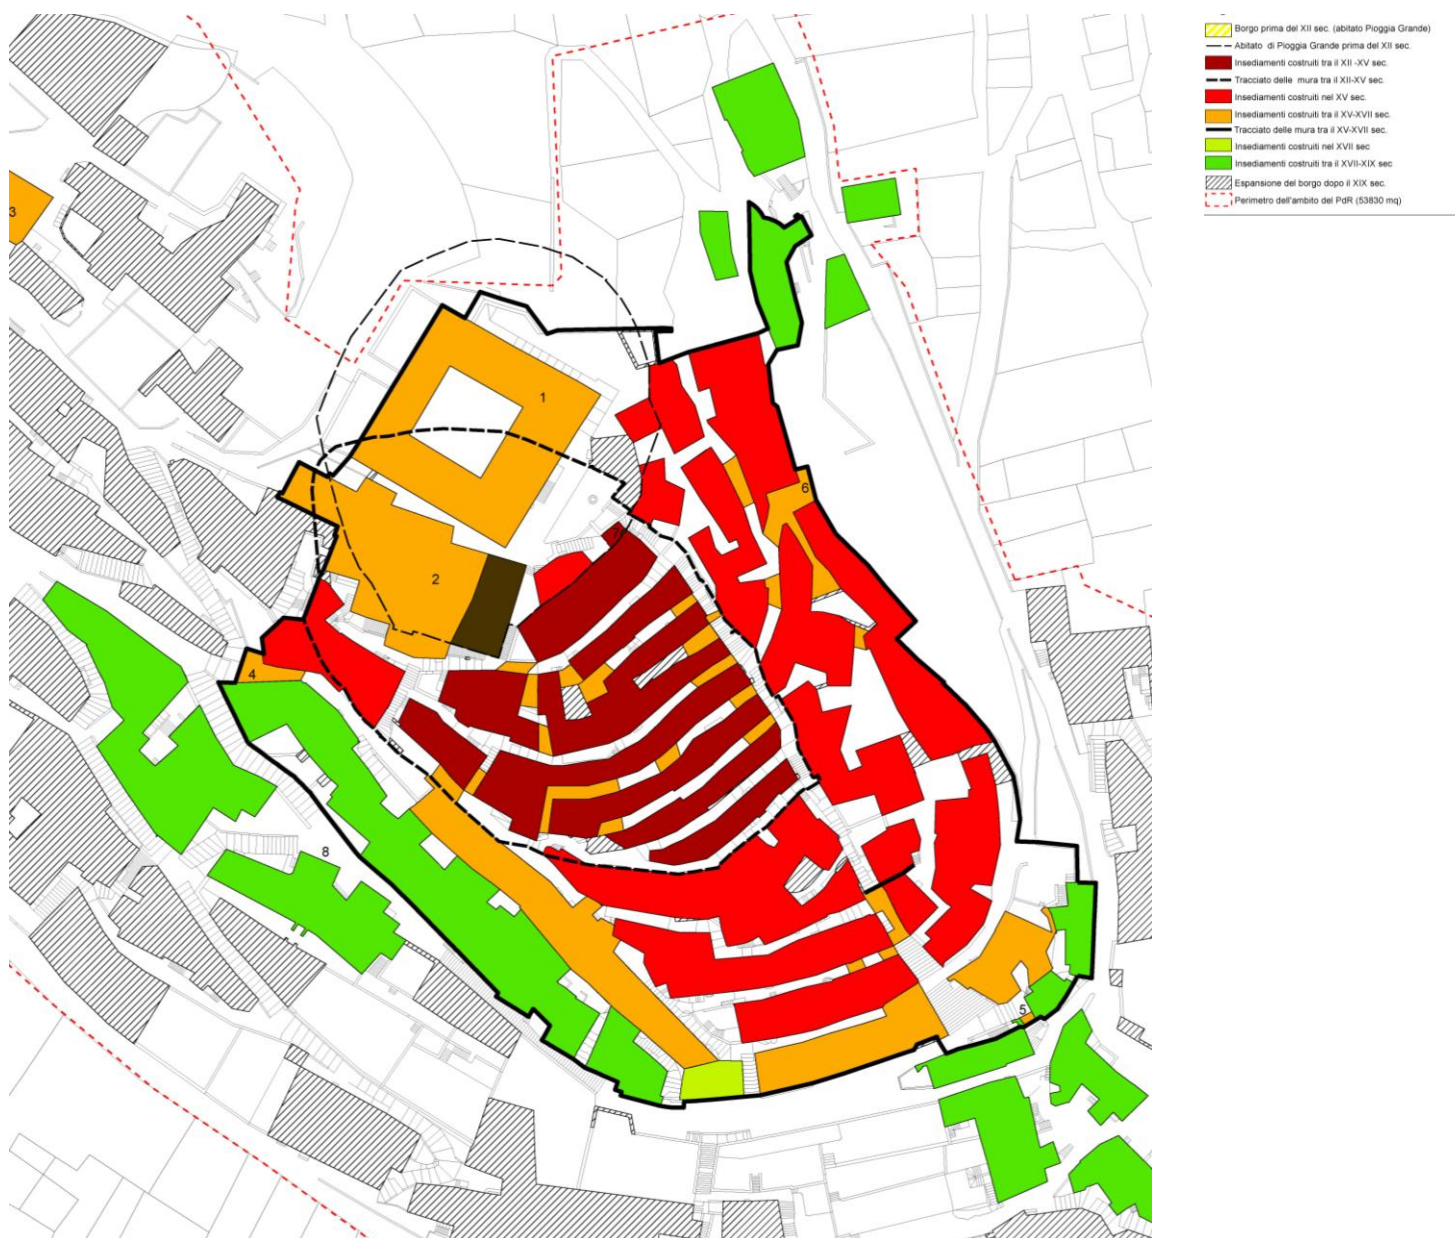 Borgo prima del XII sec. (abitato Pioggia Grande)
Abitato di Pioggia Grande prima del XII sec.
Insediamenti costruiti tra il XII -XV sec.
Tracciato delle mura tra il XII-XV sec.
Insediamenti costruiti nel XV sec.
Insediamenti costruiti tra il XV-XVII sec.
Tracciato delle mura tra il XV-XVII sec.
Insediamenti costruiti nel XVII sec
Insediamenti costruiti tra il XVII-XIX sec
Espansione del borgo dopo il XIX sec.
Perimetro dell'ambito del PdR (53830 mq)
3
1
6
7
2
4
8
5